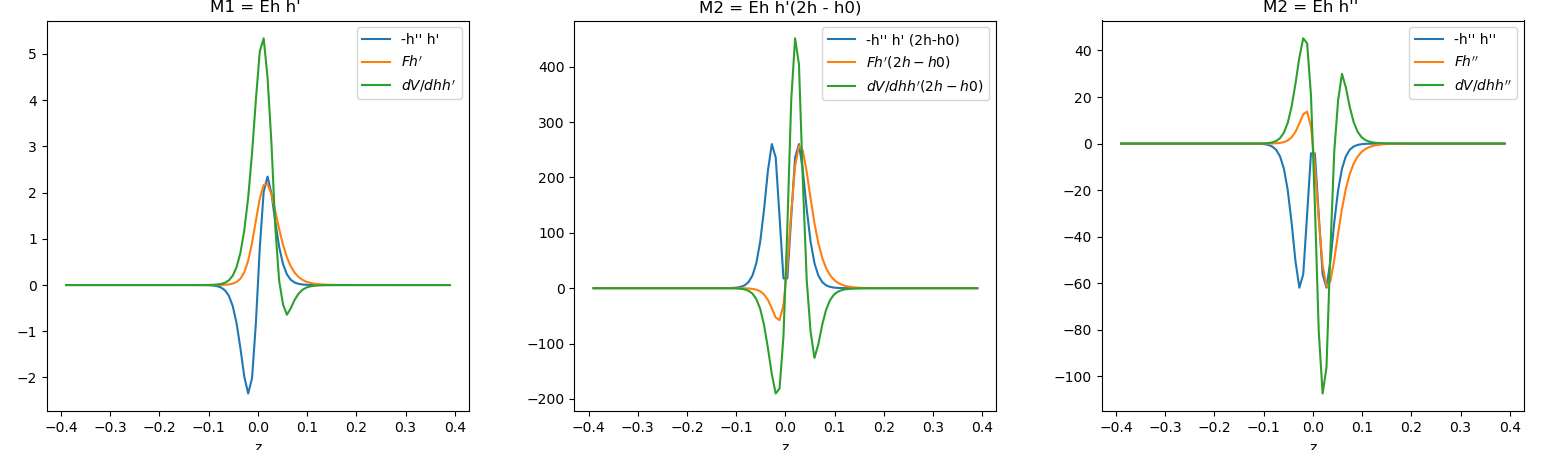 M1 = Eh h'
-h'' h'
Fh′
dV/dhh′
5
4
3
2
1
0
−1
−2
−0.4 −0.3 −0.2 −0.1 0.0 0.1 0.2 0.3 0.4
z
M2 = Eh h'(2h - h0)
-h'' h' (2h-h0)
Fh′(2h − h0)
dV/dhh′(2h − h0)
400
300
200
100
0
−100
−200
−0.4 −0.3 −0.2 −0.1 0.0 0.1 0.2 0.3 0.4
z
M2 = Eh h''
-h'' h''
Fh″
dV/dhh″
40
20
0
−20
−40
−60
−80
−100
−0.4 −0.3 −0.2 −0.1 0.0 0.1 0.2 0.3 0.4
z